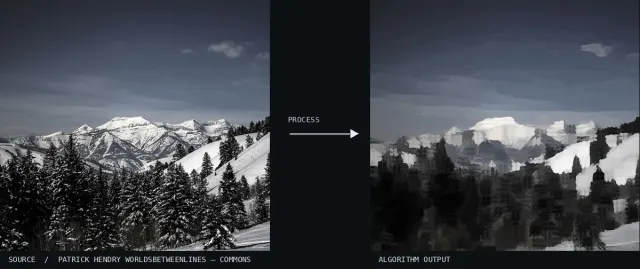 PROCESS
SOURCE / PATRICK HENDRY WORLDSBETWEENLINES — COMMONS
ALGORITHM OUTPUT